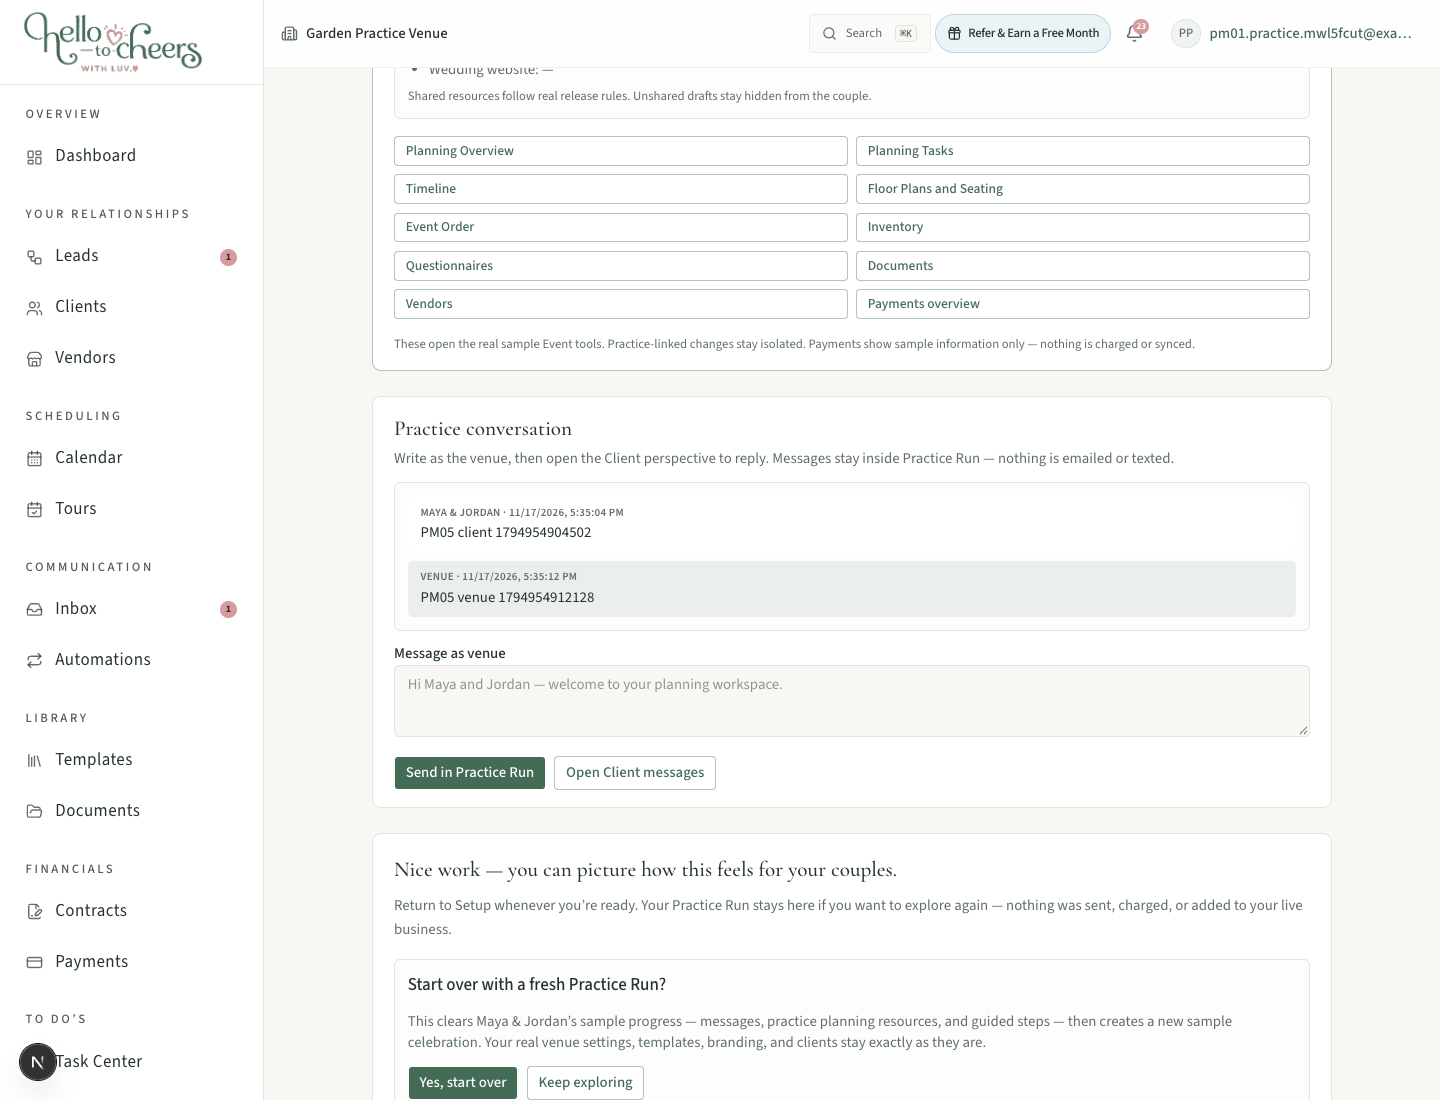 hello
to cheers
WITH LUV.
Garden Practice Venue
Search
⌘K
Refer & Earn a Free Month
23
PP
pm01.practice.mwl5fcut@exa...
OVERVIEW
Dashboard
YOUR RELATIONSHIPS
Leads
1
Clients
Vendors
SCHEDULING
Calendar
Tours
COMMUNICATION
Inbox
1
Automations
LIBRARY
Templates
Documents
FINANCIALS
Contracts
Payments
TO DO'S
N
Task Center
• Wedding website: —
Shared resources follow real release rules. Unshared drafts stay hidden from the couple.
Planning Overview
Planning Tasks
Timeline
Floor Plans and Seating
Event Order
Inventory
Questionnaires
Documents
Vendors
Payments overview
These open the real sample Event tools. Practice-linked changes stay isolated. Payments show sample information only — nothing is charged or synced.
Practice conversation
Write as the venue, then open the Client perspective to reply. Messages stay inside Practice Run — nothing is emailed or texted.
MAYA & JORDAN · 11/17/2026, 5:35:04 PM
PM05 client 1794954904502
VENUE · 11/17/2026, 5:35:12 PM
PM05 venue 1794954912128
Message as venue
Hi Maya and Jordan — welcome to your planning workspace.
Send in Practice Run
Open Client messages
Nice work — you can picture how this feels for your couples.
Return to Setup whenever you're ready. Your Practice Run stays here if you want to explore again — nothing was sent, charged, or added to your live
business.
Start over with a fresh Practice Run?
This clears Maya & Jordan's sample progress — messages, practice planning resources, and guided steps — then creates a new sample
celebration. Your real venue settings, templates, branding, and clients stay exactly as they are.
Yes, start over
Keep exploring